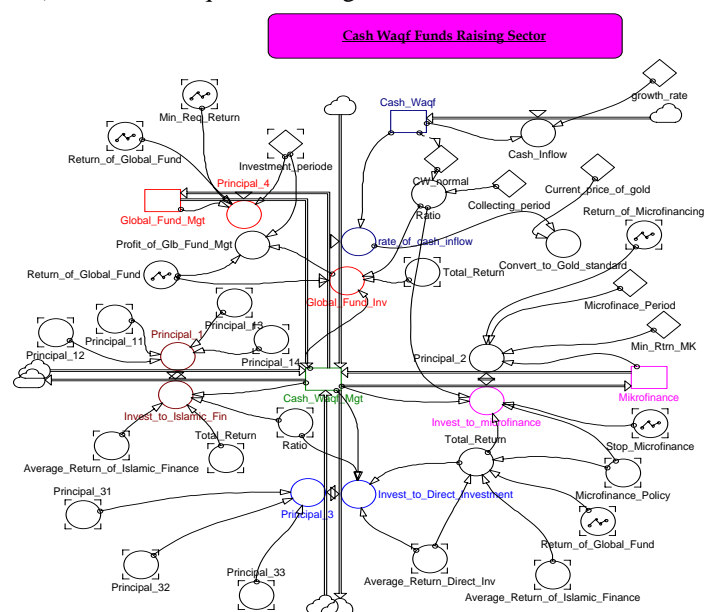 Cash Waqf Funds Raising Sector
Cash_Waqf
growth_rate
Min_Req_Return
Cash_Inflow
Return_of_Global_Fund
Investment_periode
CW_normal
Current_price_of_gold
Principal_4
Collecting_period
Return_of_Microfinancing
Global_Fund_Mgt
Ratio
Profit_of_Glb_Fund_Mgt
rate_of_cash_inflow
Convert_to_Gold_standard
Return_of_Global_Fund
Total_Return
Global_Fund_Inv
Microfinace_Period
Principal_11
Principal_13
Principal_1
Min_Rtrn_MK
Principal_12
Principal_14
Principal_2
Cash_Waqf_Mgt
Mikrofinance
Invest_to_Islamic_Fin
Invest_to_microfinance
Total_Return
Ratio
Total_Return
Stop_Microfinance
Average_Return_of_Islamic_Finance
Principal_31
Principal_3
Invest_to_Direct_Investment
Microfinance_Policy
Return_of_Global_Fund
Principal_32
Principal_33
Average_Return_Direct_Inv
Average_Return_of_Islamic_Finance